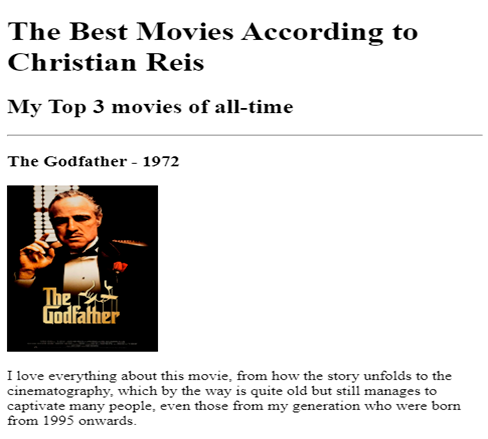 The Best Movies According to
Christian Reis
My Top 3 movies of all-time
The Godfather - 1972
The
Godfather
I love everything about this movie, from how the story unfolds to the
cinematography, which by the way is quite old but still manages to
captivate many people, even those from my generation who were born
from 1995 onwards.